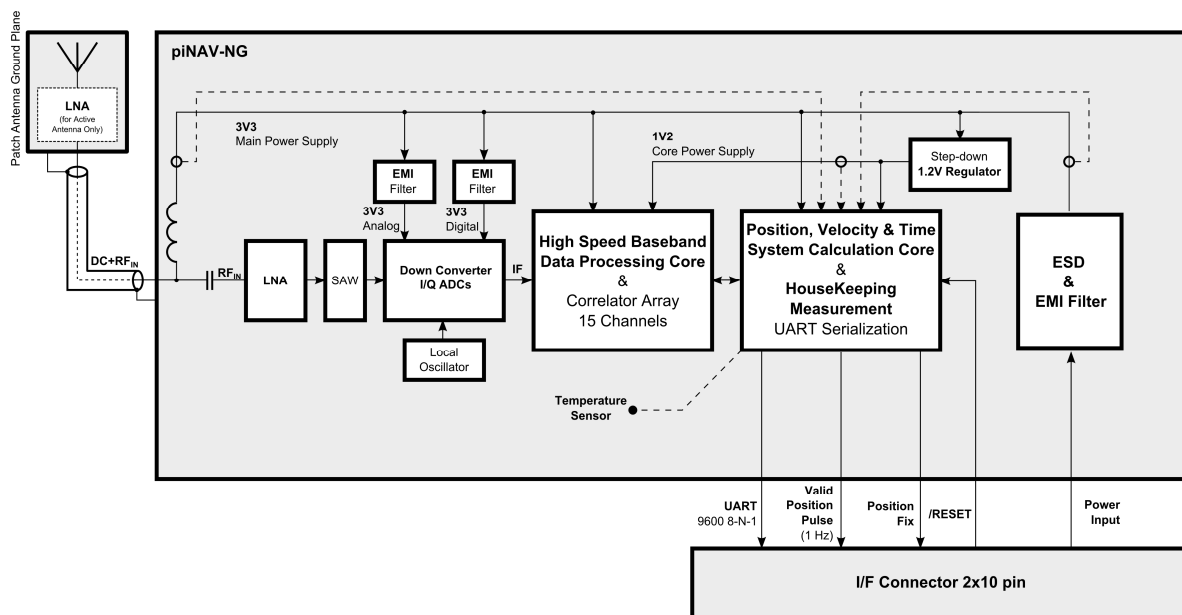 Patch Antenna Ground Plane
LNA
(for Active
Antenna Only)
piNAV-NG
3V3
Main Power Supply
1V2
Core Power Supply
Step-down
1.2V Regulator
EMI
Filter
EMI
Filter
3V3
Analog
3V3
Digital
DC+RFIN
RFIN
LNA
SAW
Down Converter
I/Q ADCs
IF
Local
Oscillator
High Speed Baseband
Data Processing Core
&
Correlator Array
15 Channels
Position, Velocity & Time
System Calculation Core
&
HouseKeeping
Measurement
UART Serialization
ESD
&
EMI Filter
Temperature
Sensor
UART
9600 8-N-1
Valid
Position
Pulse
(1 Hz)
Position
Fix
/RESET
Power
Input
I/F Connector 2x10 pin